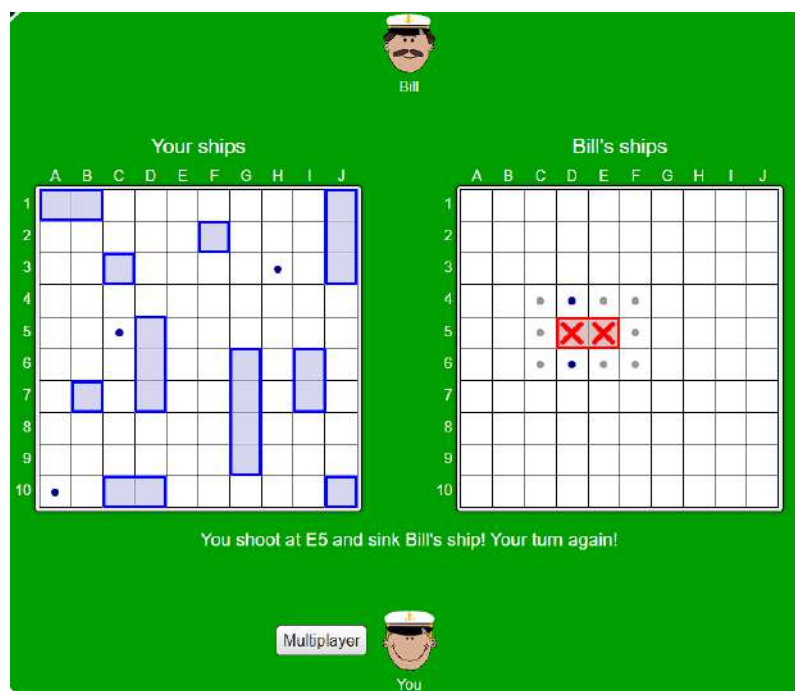 Bill
Your ships
Bill's ships
A B C D E F G H I J
A B C D E F G H I J
1 1
2 2
3 3
4 4
5 5
6 6
7 7
8 8
9 9
10 10
You shoot at E5 and sink Bill's ship! Your turn again!
Multiplayer
You